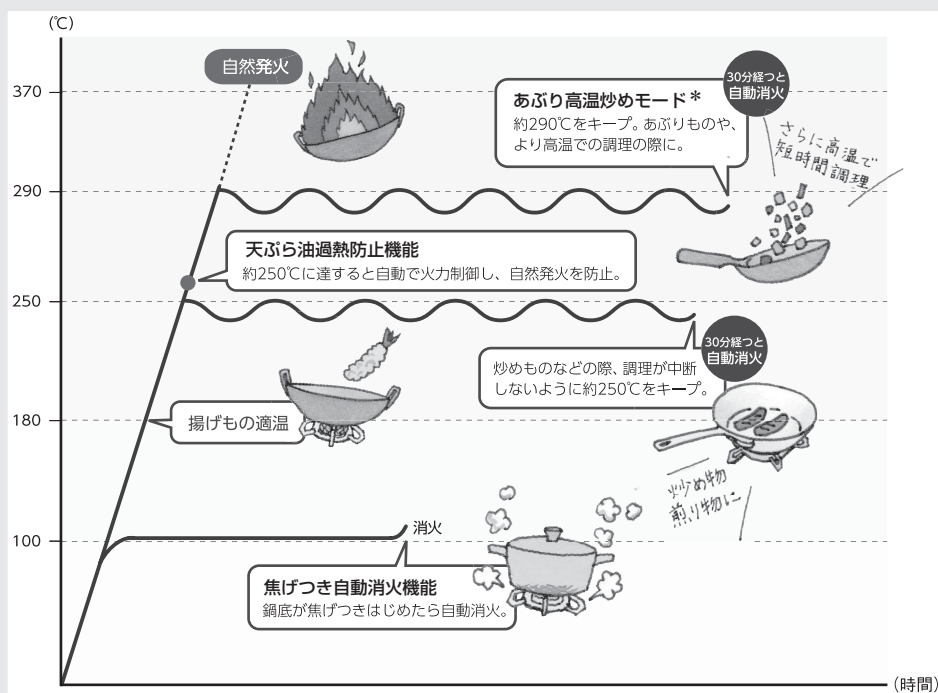 (℃)
自然発火
370
30分経つと
自動消火
あぶり高温炒めモード*
約290℃をキープ。あぶりものや、
より高温での調理の際に。
さらに高温で
短時間調理
290
天ぷら油過熱防止機能
約250℃に達すると自動で火力制御し、自然発火を防止。
250
30分経つと
自動消火
炒めものなどの際、調理が中断
しないように約250℃をキープ。
揚げもの適温
180
炒め物
煎り物に
消火
100
焦げつき自動消火機能
鍋底が焦げつきはじめたら自動消火。
(時間)